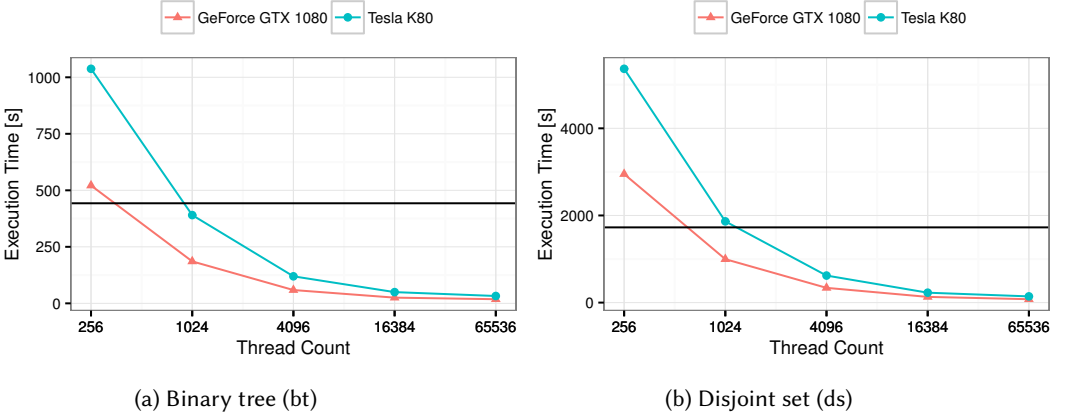 GeForce GTX 1080 Tesla K80
Execution Time [s]
1000
750
500
250
0
256 1024 4096 16384 65536
Thread Count
(a) Binary tree (bt)
GeForce GTX 1080 Tesla K80
Execution Time [s]
4000
2000
0
256 1024 4096 16384 65536
Thread Count
(b) Disjoint set (ds)